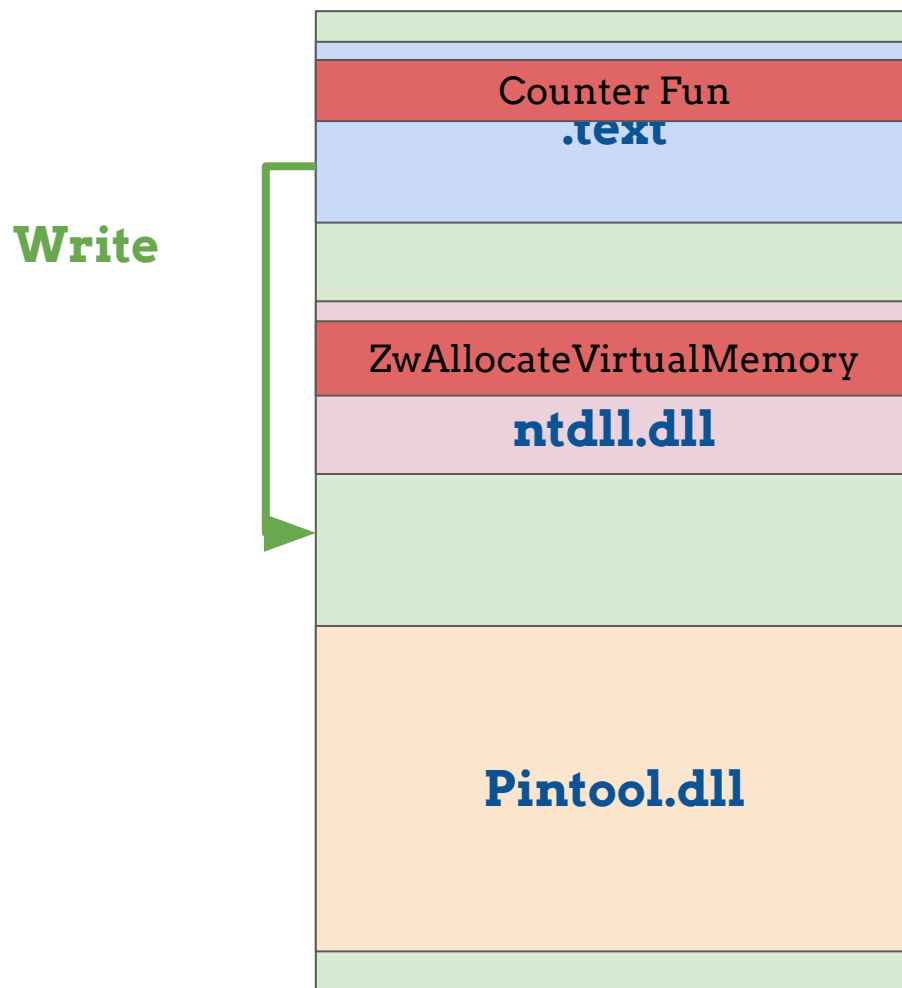 Counter Fun
.text
Write
ZwAllocateVirtualMemory
ntdll.dll
Pintool.dll